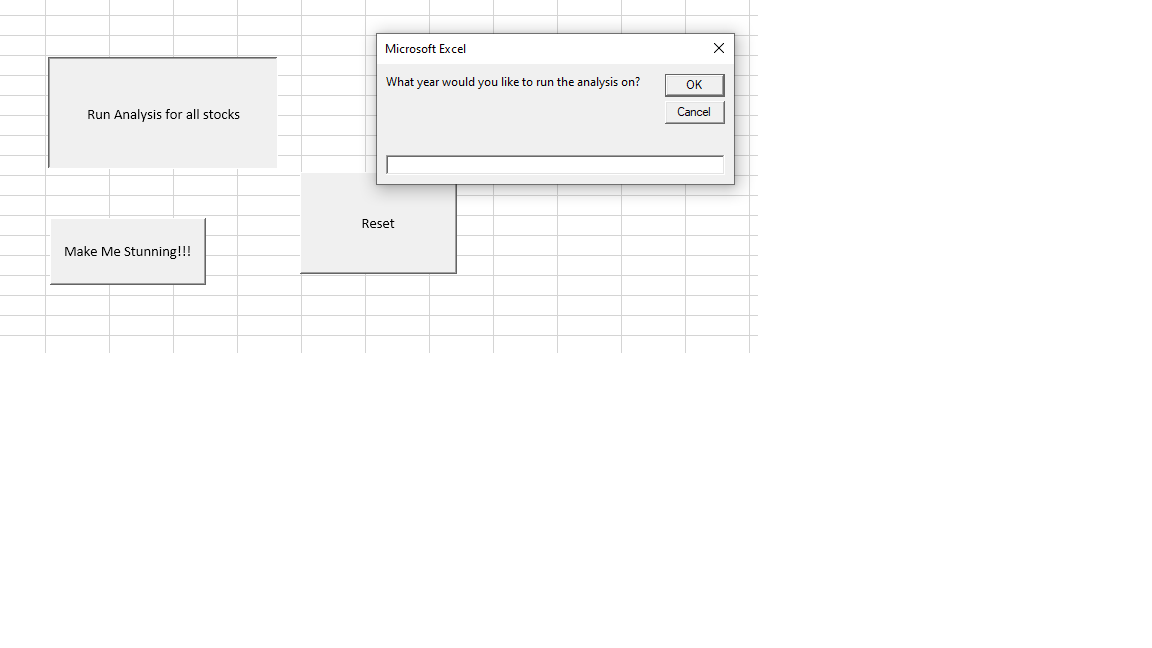 Microsoft Excel
What year would you like to run the analysis on?
OK
Cancel
Run Analysis for all stocks
Reset
Make Me Stunning!!!